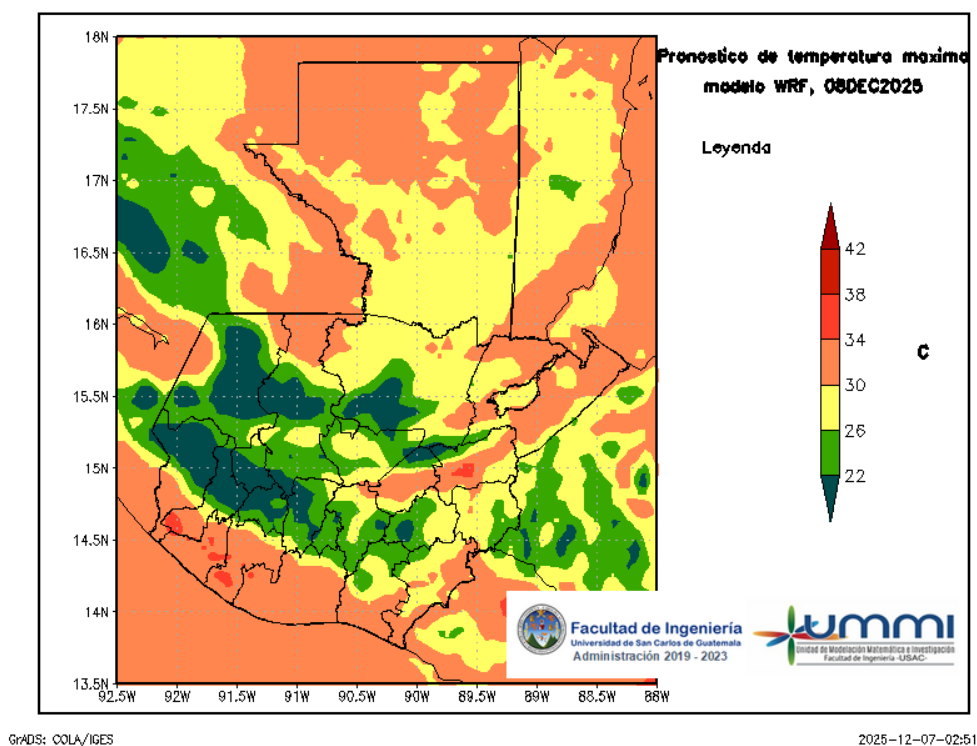 Pronostico de temperatura maxima
modelo WRF, 08DEC2025
Leyenda
42
38
34
30
26
22
C
18N
17.5N
17N
16.5N
16N
15.5N
15N
14.5N
14N
13.5N
92.5W 92W 91.5W 91W 90.5W 90W 89.5W 89W 88.5W 88W
Facultad de Ingeniería
Universidad de San Carlos de Guatemala
Administración 2019 - 2023
ummi
Unidad de Modelación Matemática e Investigación
Facultad de Ingeniería -USAC-
GrADS: COLA/IGES
2025-12-07-02:51